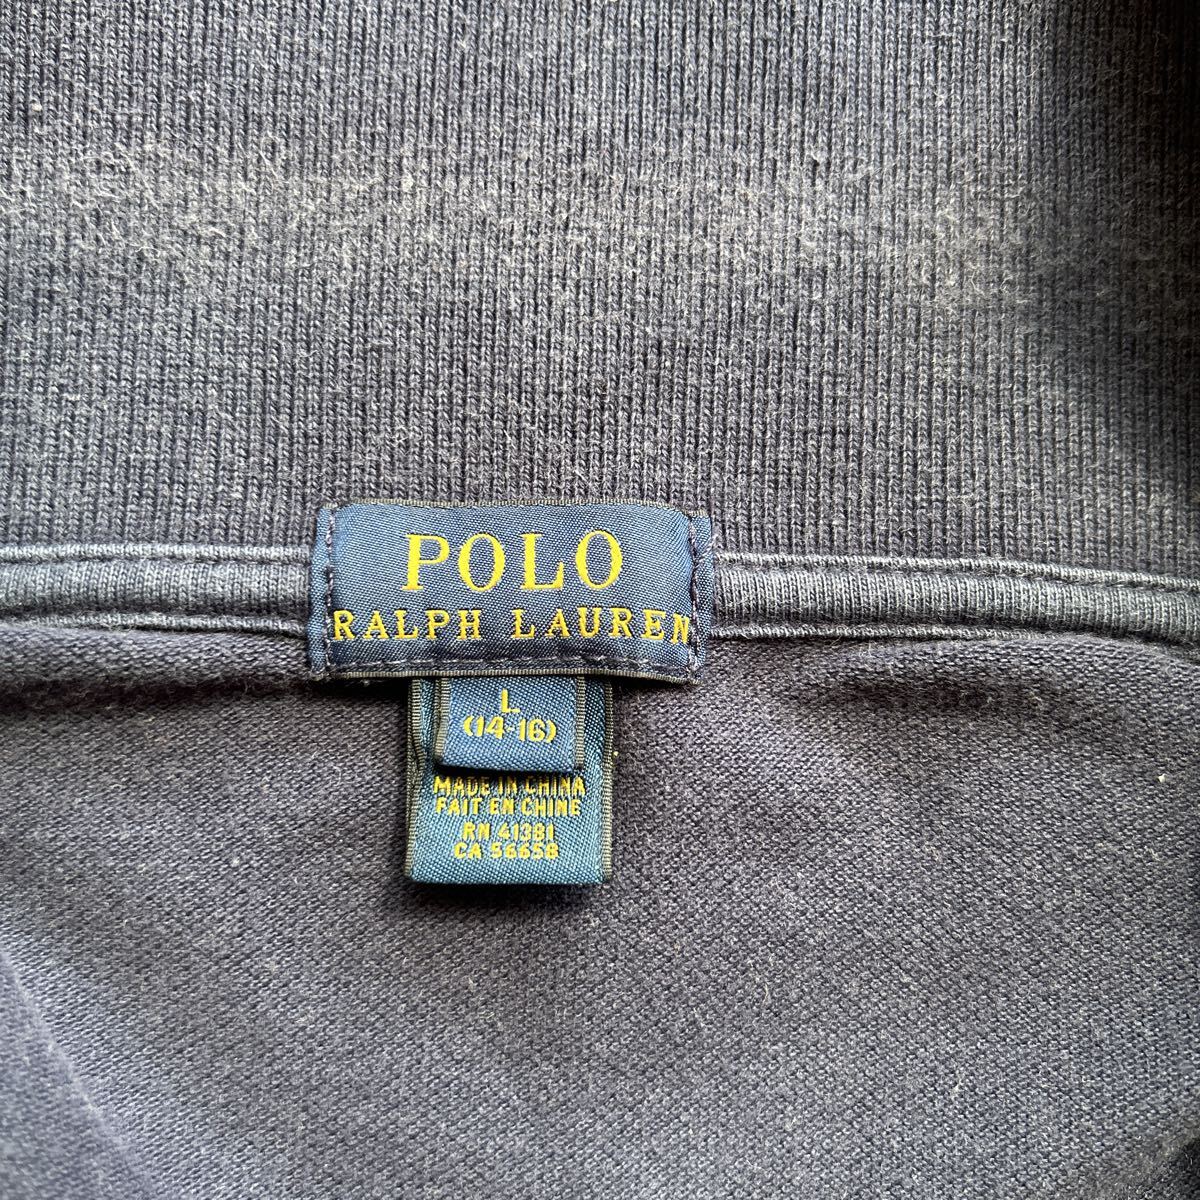 POLO
RALPH LAUREN
L
(14-16)
MADE IN CHINA
FAIT EN CHINE
RN 41381
CA 56658